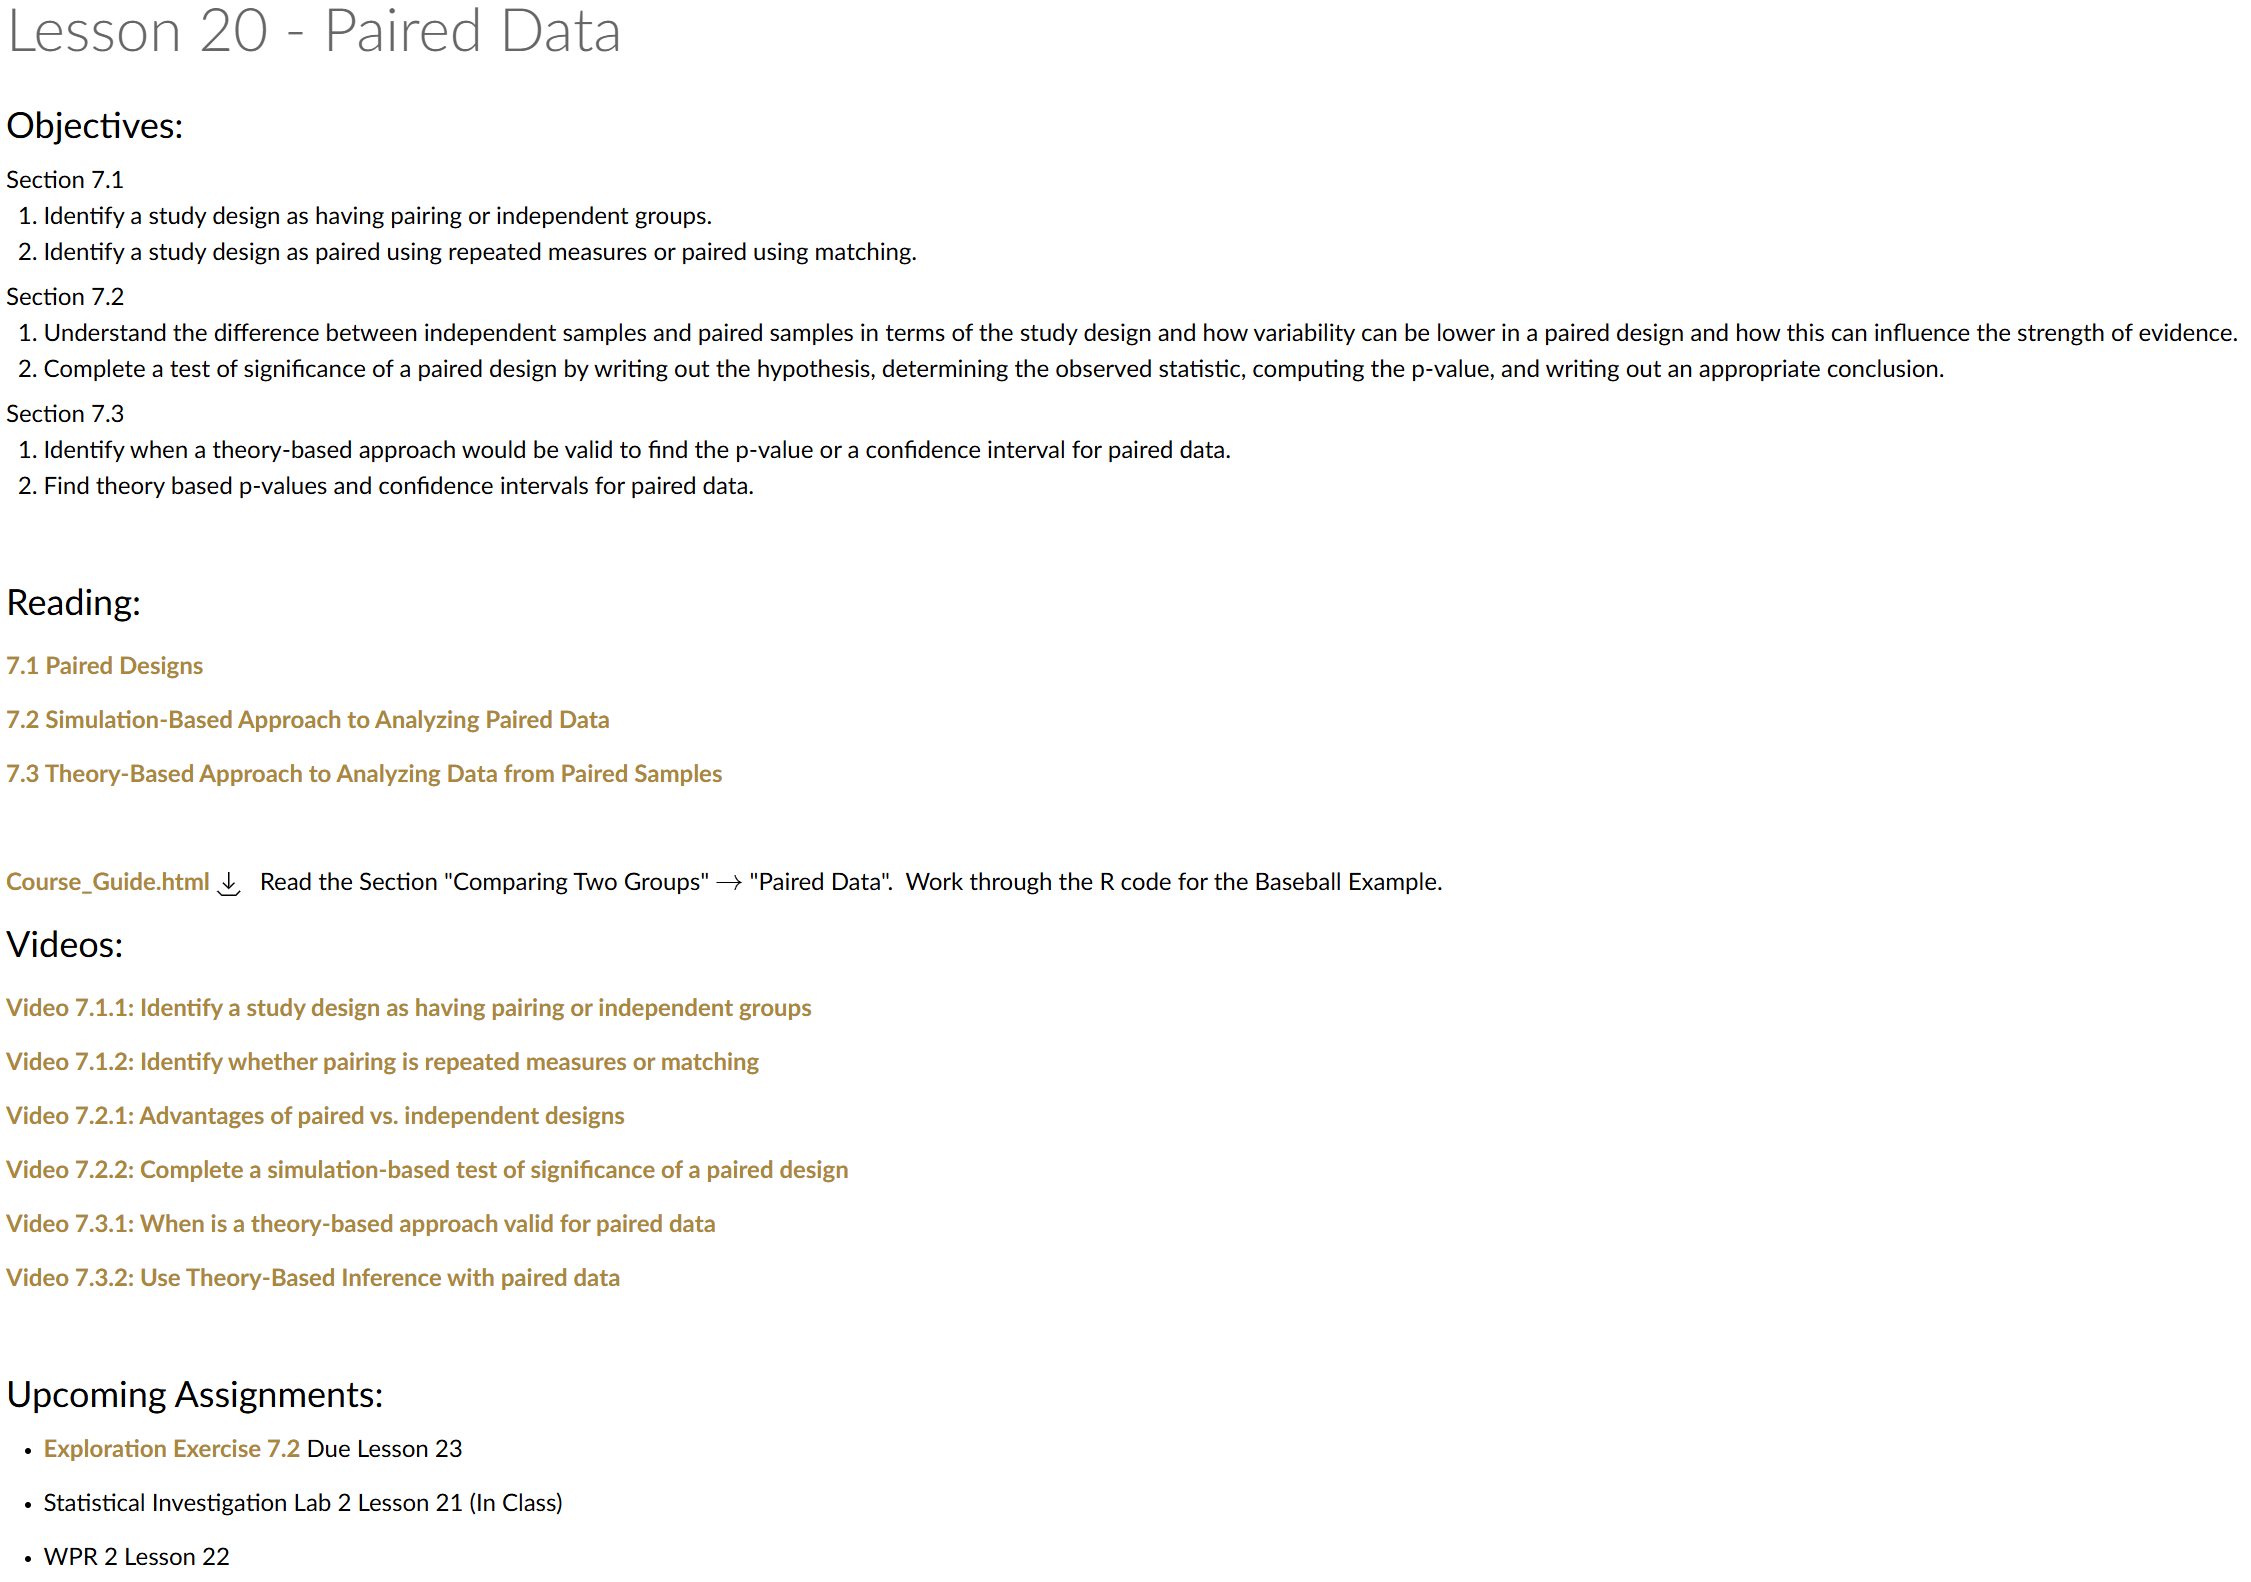 Lesson 20 - Paired Data
Objectives:
Section 7.1
1. Identify a study design as having pairing or independent groups.
2. Identify a study design as paired using repeated measures or paired using matching.
Section 7.2
1. Understand the difference between independent samples and paired samples in terms of the study design and how variability can be lower in a paired design and how this can influence the strength of evidence.
2. Complete a test of significance of a paired design by writing out the hypothesis, determining the observed statistic, computing the p-value, and writing out an appropriate conclusion.
Section 7.3
1. Identify when a theory-based approach would be valid to find the p-value or a confidence interval for paired data.
2. Find theory based p-values and confidence intervals for paired data.
Reading:
7.1 Paired Designs
7.2 Simulation-Based Approach to Analyzing Paired Data
7.3 Theory-Based Approach to Analyzing Data from Paired Samples
Course_Guide.html Read the Section "Comparing Two Groups" → "Paired Data". Work through the R code for the Baseball Example.
Videos:
Video 7.1.1: Identify a study design as having pairing or independent groups
Video 7.1.2: Identify whether pairing is repeated measures or matching
Video 7.2.1: Advantages of paired vs. independent designs
Video 7.2.2: Complete a simulation-based test of significance of a paired design
Video 7.3.1: When is a theory-based approach valid for paired data
Video 7.3.2: Use Theory-Based Inference with paired data
Upcoming Assignments:
• Exploration Exercise 7.2 Due Lesson 23
• Statistical Investigation Lab 2 Lesson 21 (In Class)
• WPR 2 Lesson 22